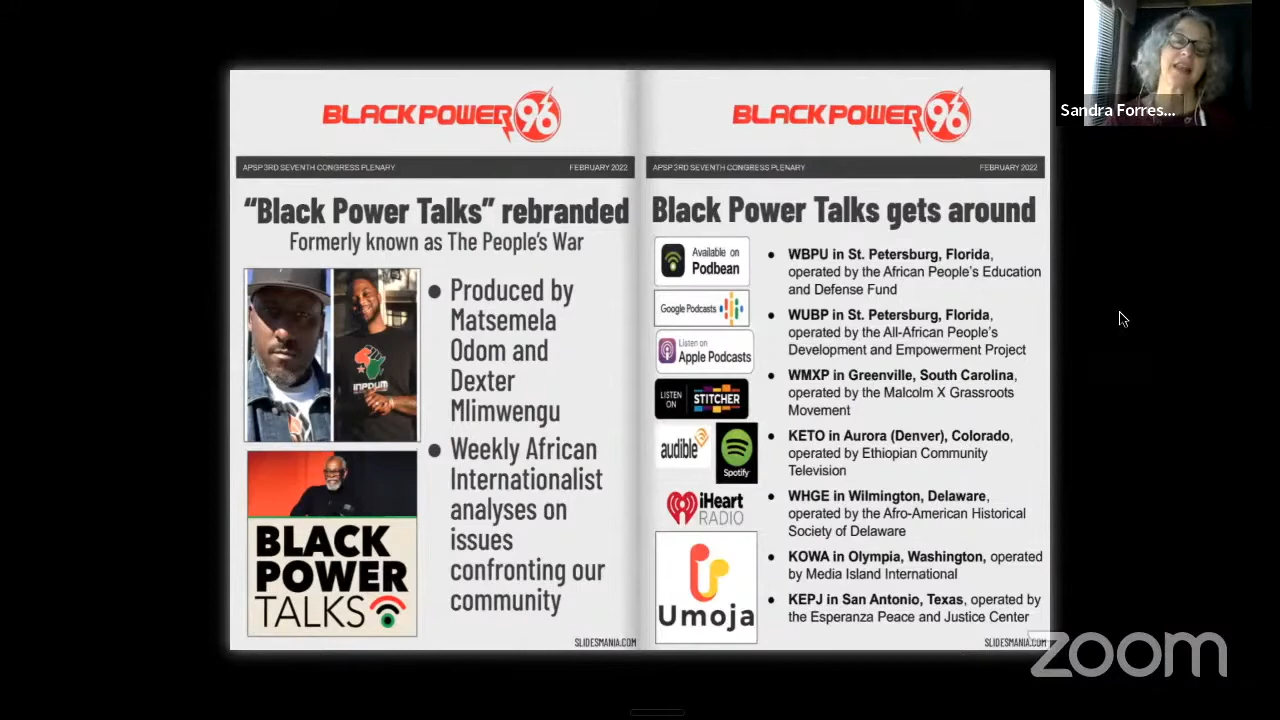 BLACK POWER 96
APSP 3RD SEVENTH CONGRESS PLENARY
FEBRUARY 2022
“Black Power Talks” rebranded
Formerly known as The People's War
INPDUM
Produced by
Matsemela
Odom and
Dexter
Mlimwengu
Weekly African
Internationalist
analyses on
issues
confronting our
community
BLACK
POWER
TALKS
SLIDESMANIA.COM
BLACK POWER 96
APSP 3RD SEVENTH CONGRESS PLENARY
FEBRUARY 2022
Black Power Talks gets around
Available on
Podbean
Google Podcasts
Listen on
Apple Podcasts
LISTEN
ON
STITCHER
audible
Spotify
iHeart
RADIO
Umoja
WBPU in St. Petersburg, Florida,
operated by the African People's Education
and Defense Fund
WUBP in St. Petersburg, Florida,
operated by the All-African People's
Development and Empowerment Project
WMXP in Greenville, South Carolina,
operated by the Malcolm X Grassroots
Movement
KETO in Aurora (Denver), Colorado,
operated by Ethiopian Community
Television
WHGE in Wilmington, Delaware,
operated by the Afro-American Historical
Society of Delaware
KOWA in Olympia, Washington, operated
by Media Island International
KEPJ in San Antonio, Texas, operated by
the Esperanza Peace and Justice Center
SLIDESMANIA.COM
Sandra Forres...
zoom